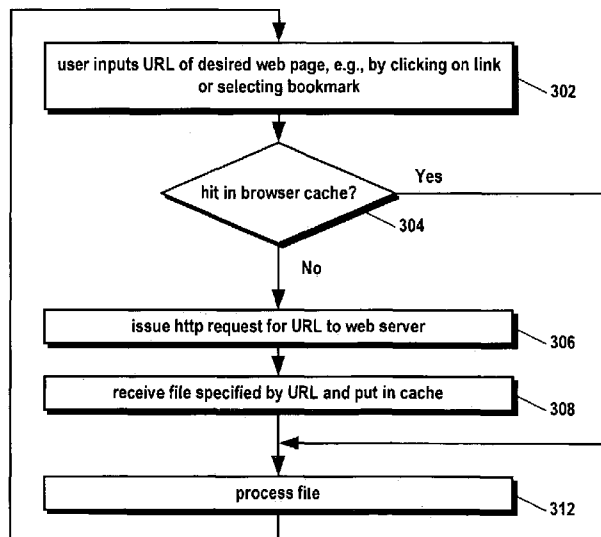 user inputs URL of desired web page, e.g., by clicking on link
or selecting bookmark
302
hit in browser cache?
Yes
304
No
issue http request for URL to web server
306
receive file specified by URL and put in cache
308
process file
312